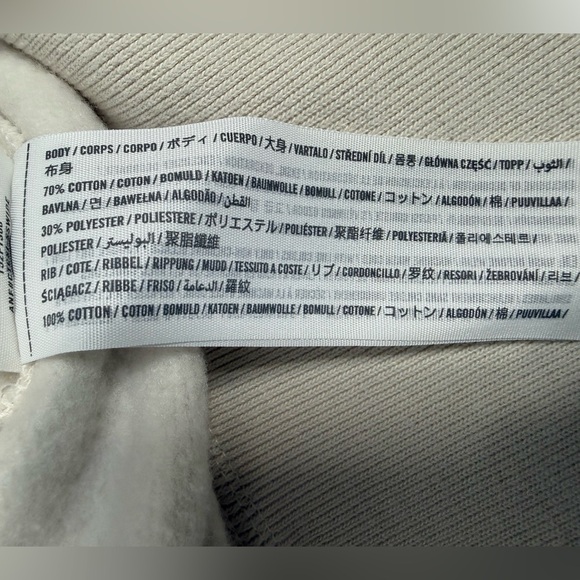 BODY / CORPS / CORPO / ボディ / CUERPO / 大身 / VARTALO / STŘEDNÍ DÍL / 몸통 / GŁÓWNA CZĘŚĆ / TOPP / الثوب /
布身
70% COTTON / COTON / BOMULD / KATOEN / BAUMWOLLE / BOMULL / COTONE / コットン / ALGODÓN / 棉 / PUUVILLAA /
BAVLNA / 면 / BAWEŁNA / ALGODÃO / القطن
30% POLYESTER / POLIESTERE / ポリエステル / POLIÉSTER / 聚酯纤维 / POLYESTERIÄ / 폴리에스테르 /
POLIESTER / البوليستر / 聚脂纖維
RIB / COTE / RIBBEL / RIPPUNG / MUDO / TESSUTO A COSTE / リブ / CORDONCILLO / 罗纹 / RESORI / ŽEBROVÁNÍ / 리브 /
ŚCIĄGACZ / RIBBE / FRISO / الدعامة / 羅紋
100% COTTON / COTON / BOMULD / KATOEN / BAUMWOLLE / BOMULL / COTONE / コットン / ALGODÓN / 棉 / PUUVILLAA /